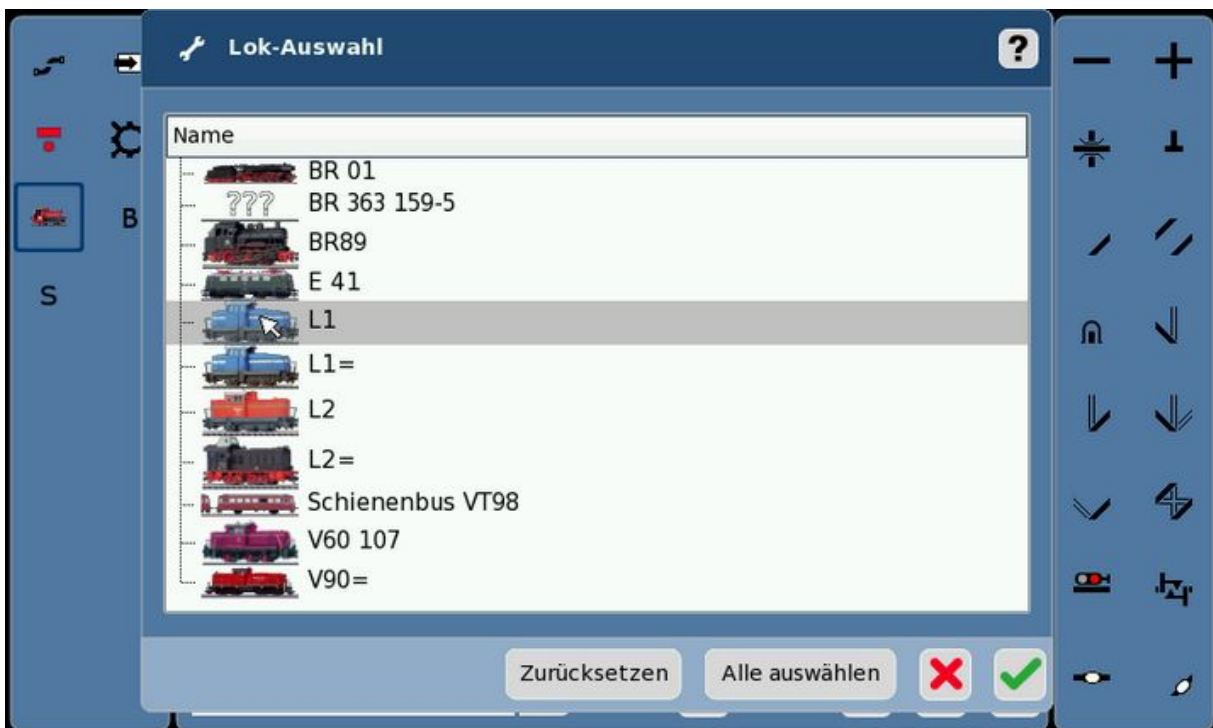 Lok-Auswahl
?
Name
BR 01
???
BR 363 159-5
BR89
E 41
L1
L1=
L2
L2=
Schienenbus VT98
V60 107
V90=
B
S
Zurücksetzen
Alle auswählen